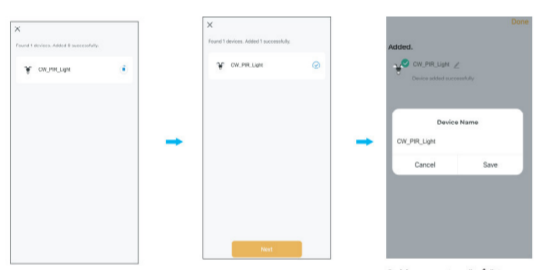 Found 1 devices. Added 0 successfully.
CW_PIR_Light
Found 1 devices. Added 1 successfully.
CW_PIR_Light
Next
Done
Added.
CW_PIR_Light
Device added successfully
Device Name
CW_PIR_Light
Cancel
Save